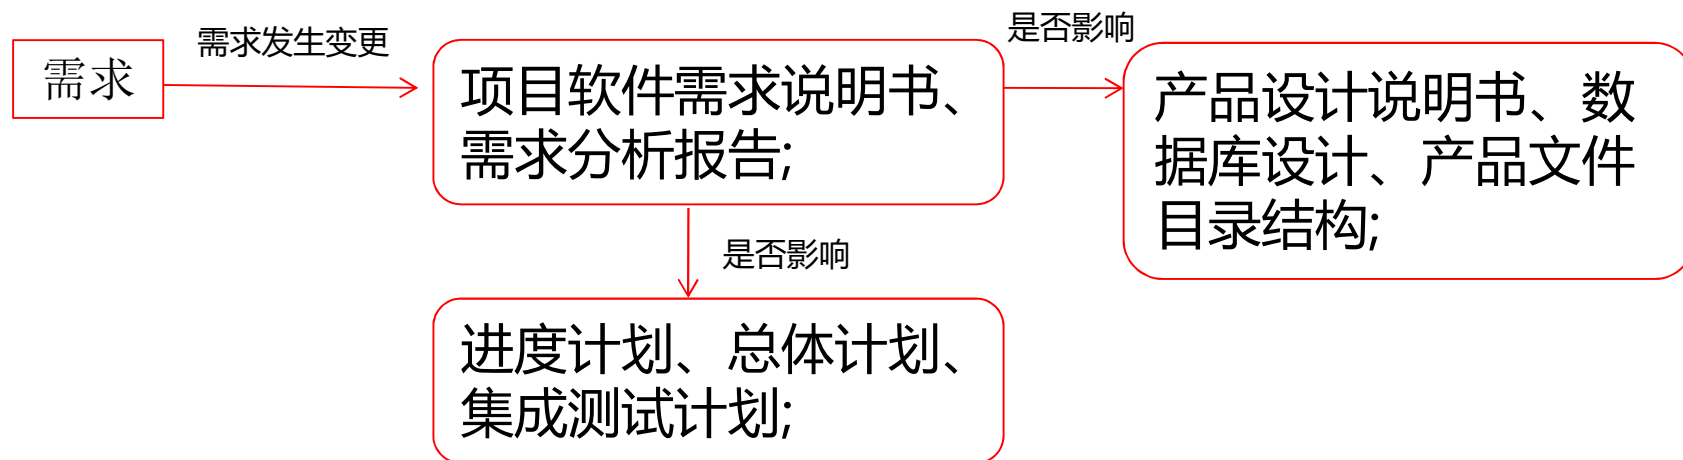 需求
需求发生变更
项目软件需求说明书、
需求分析报告;
是否影响
产品设计说明书、数
据库设计、产品文件
目录结构;
是否影响
进度计划、总体计划、
集成测试计划;